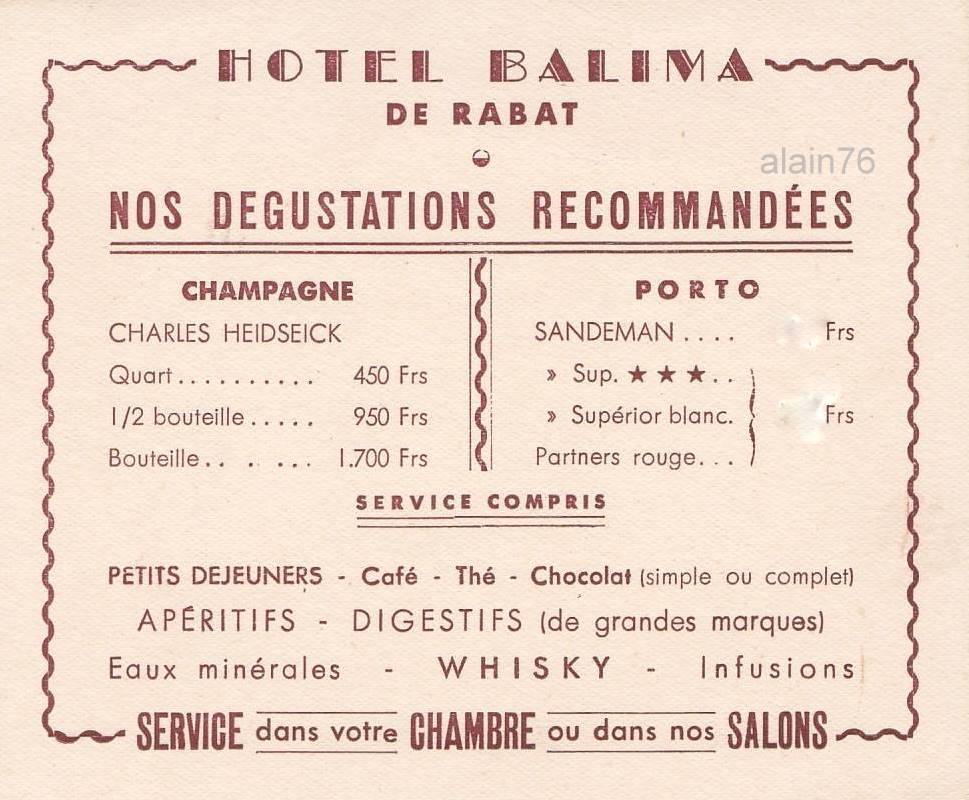 HOTEL BALIMA
DE RABAT
alain76
NOS DEGUSTATIONS RECOMMANDÉES
CHAMPAGNE
CHARLES HEIDSEICK
Quart.......... 450 Frs
1/2 bouteille..... 950 Frs
Bouteille.. . ... 1.700 Frs
PORTO
SANDEMAN.... Frs
» Sup. ★ ★ ★..
» Supérior blanc. Frs
Partners rouge...
SERVICE COMPRIS
PETITS DEJEUNERS - Café - Thé - Chocolat (simple ou complet)
APÉRITIFS - DIGESTIFS (de grandes marques)
Eaux minérales - WHISKY - Infusions
SERVICE dans votre CHAMBRE ou dans nos SALONS